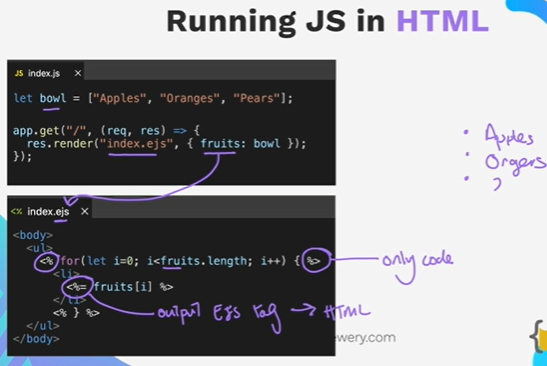 Running JS in HTML
JS index.js X
let bowl = ["Apples", "Oranges", "Pears"];
app.get("/", (req, res) => {
res.render("index.ejs", { fruits: bowl });
});
• Apples
• Orgers
•
<% index.ejs X
<body>
<ul>
<% for(let i=0; i<fruits.length; i++) { %> only code
<li>
<%= fruits[i] %>
</li>
output EJS tag → HTML
<% } %>
ewery.com
</ul>
</body>
{